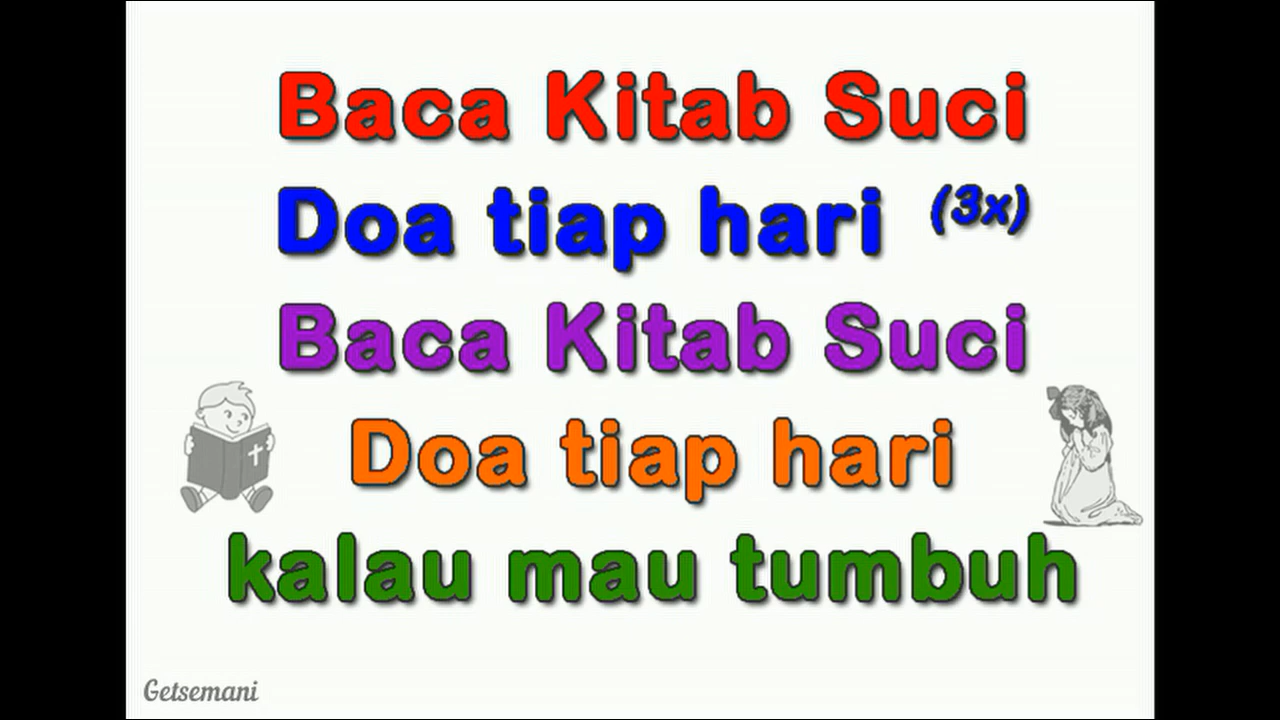 Baca Kitab Suci
Doa tiap hari (3x)
Baca Kitab Suci
Doa tiap hari
kalau mau tumbuh
Getsemani